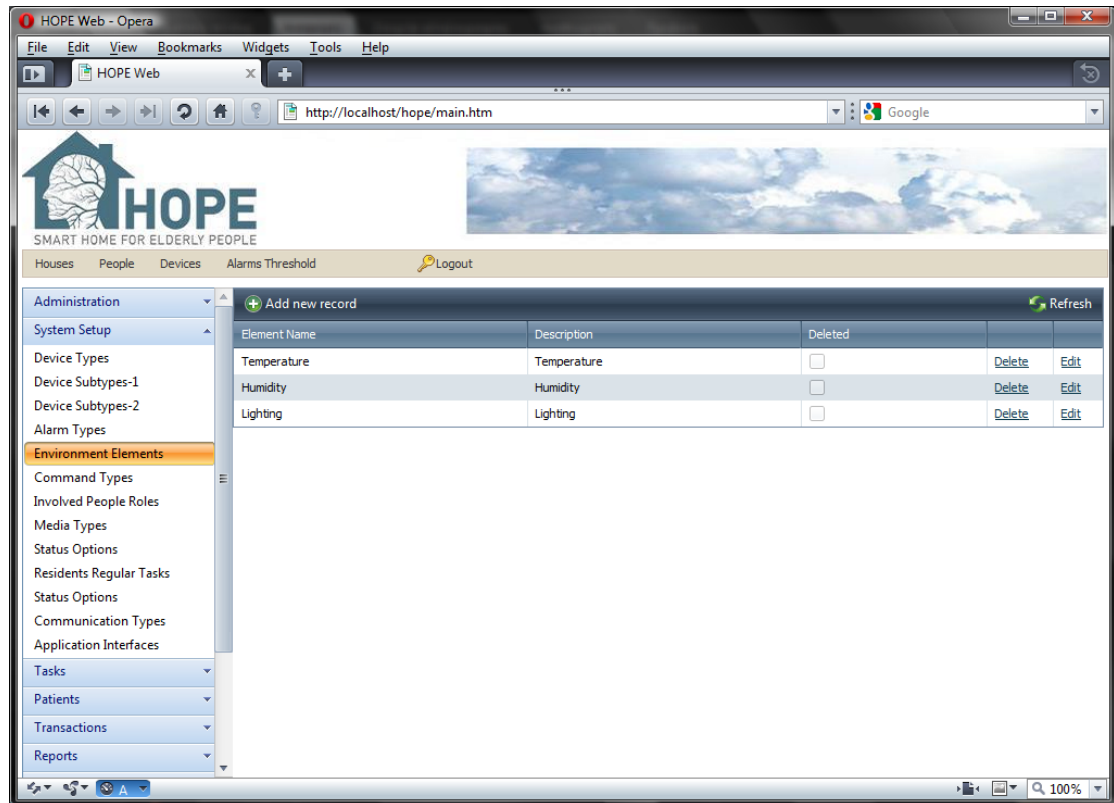 HOPE Web - Opera
File Edit View Bookmarks Widgets Tools Help
HOPE Web
http://localhost/hope/main.htm
Google
HOPE
SMART HOME FOR ELDERLY PEOPLE
Houses People Devices Alarms Threshold Logout
Administration
System Setup
Device Types
Device Subtypes-1
Device Subtypes-2
Alarm Types
Environment Elements
Command Types
Involved People Roles
Media Types
Status Options
Residents Regular Tasks
Status Options
Communication Types
Application Interfaces
Tasks
Patients
Transactions
Reports
Add new record Refresh
Element Name Description Deleted
Temperature Temperature Delete Edit
Humidity Humidity Delete Edit
Lighting Lighting Delete Edit
A
100%